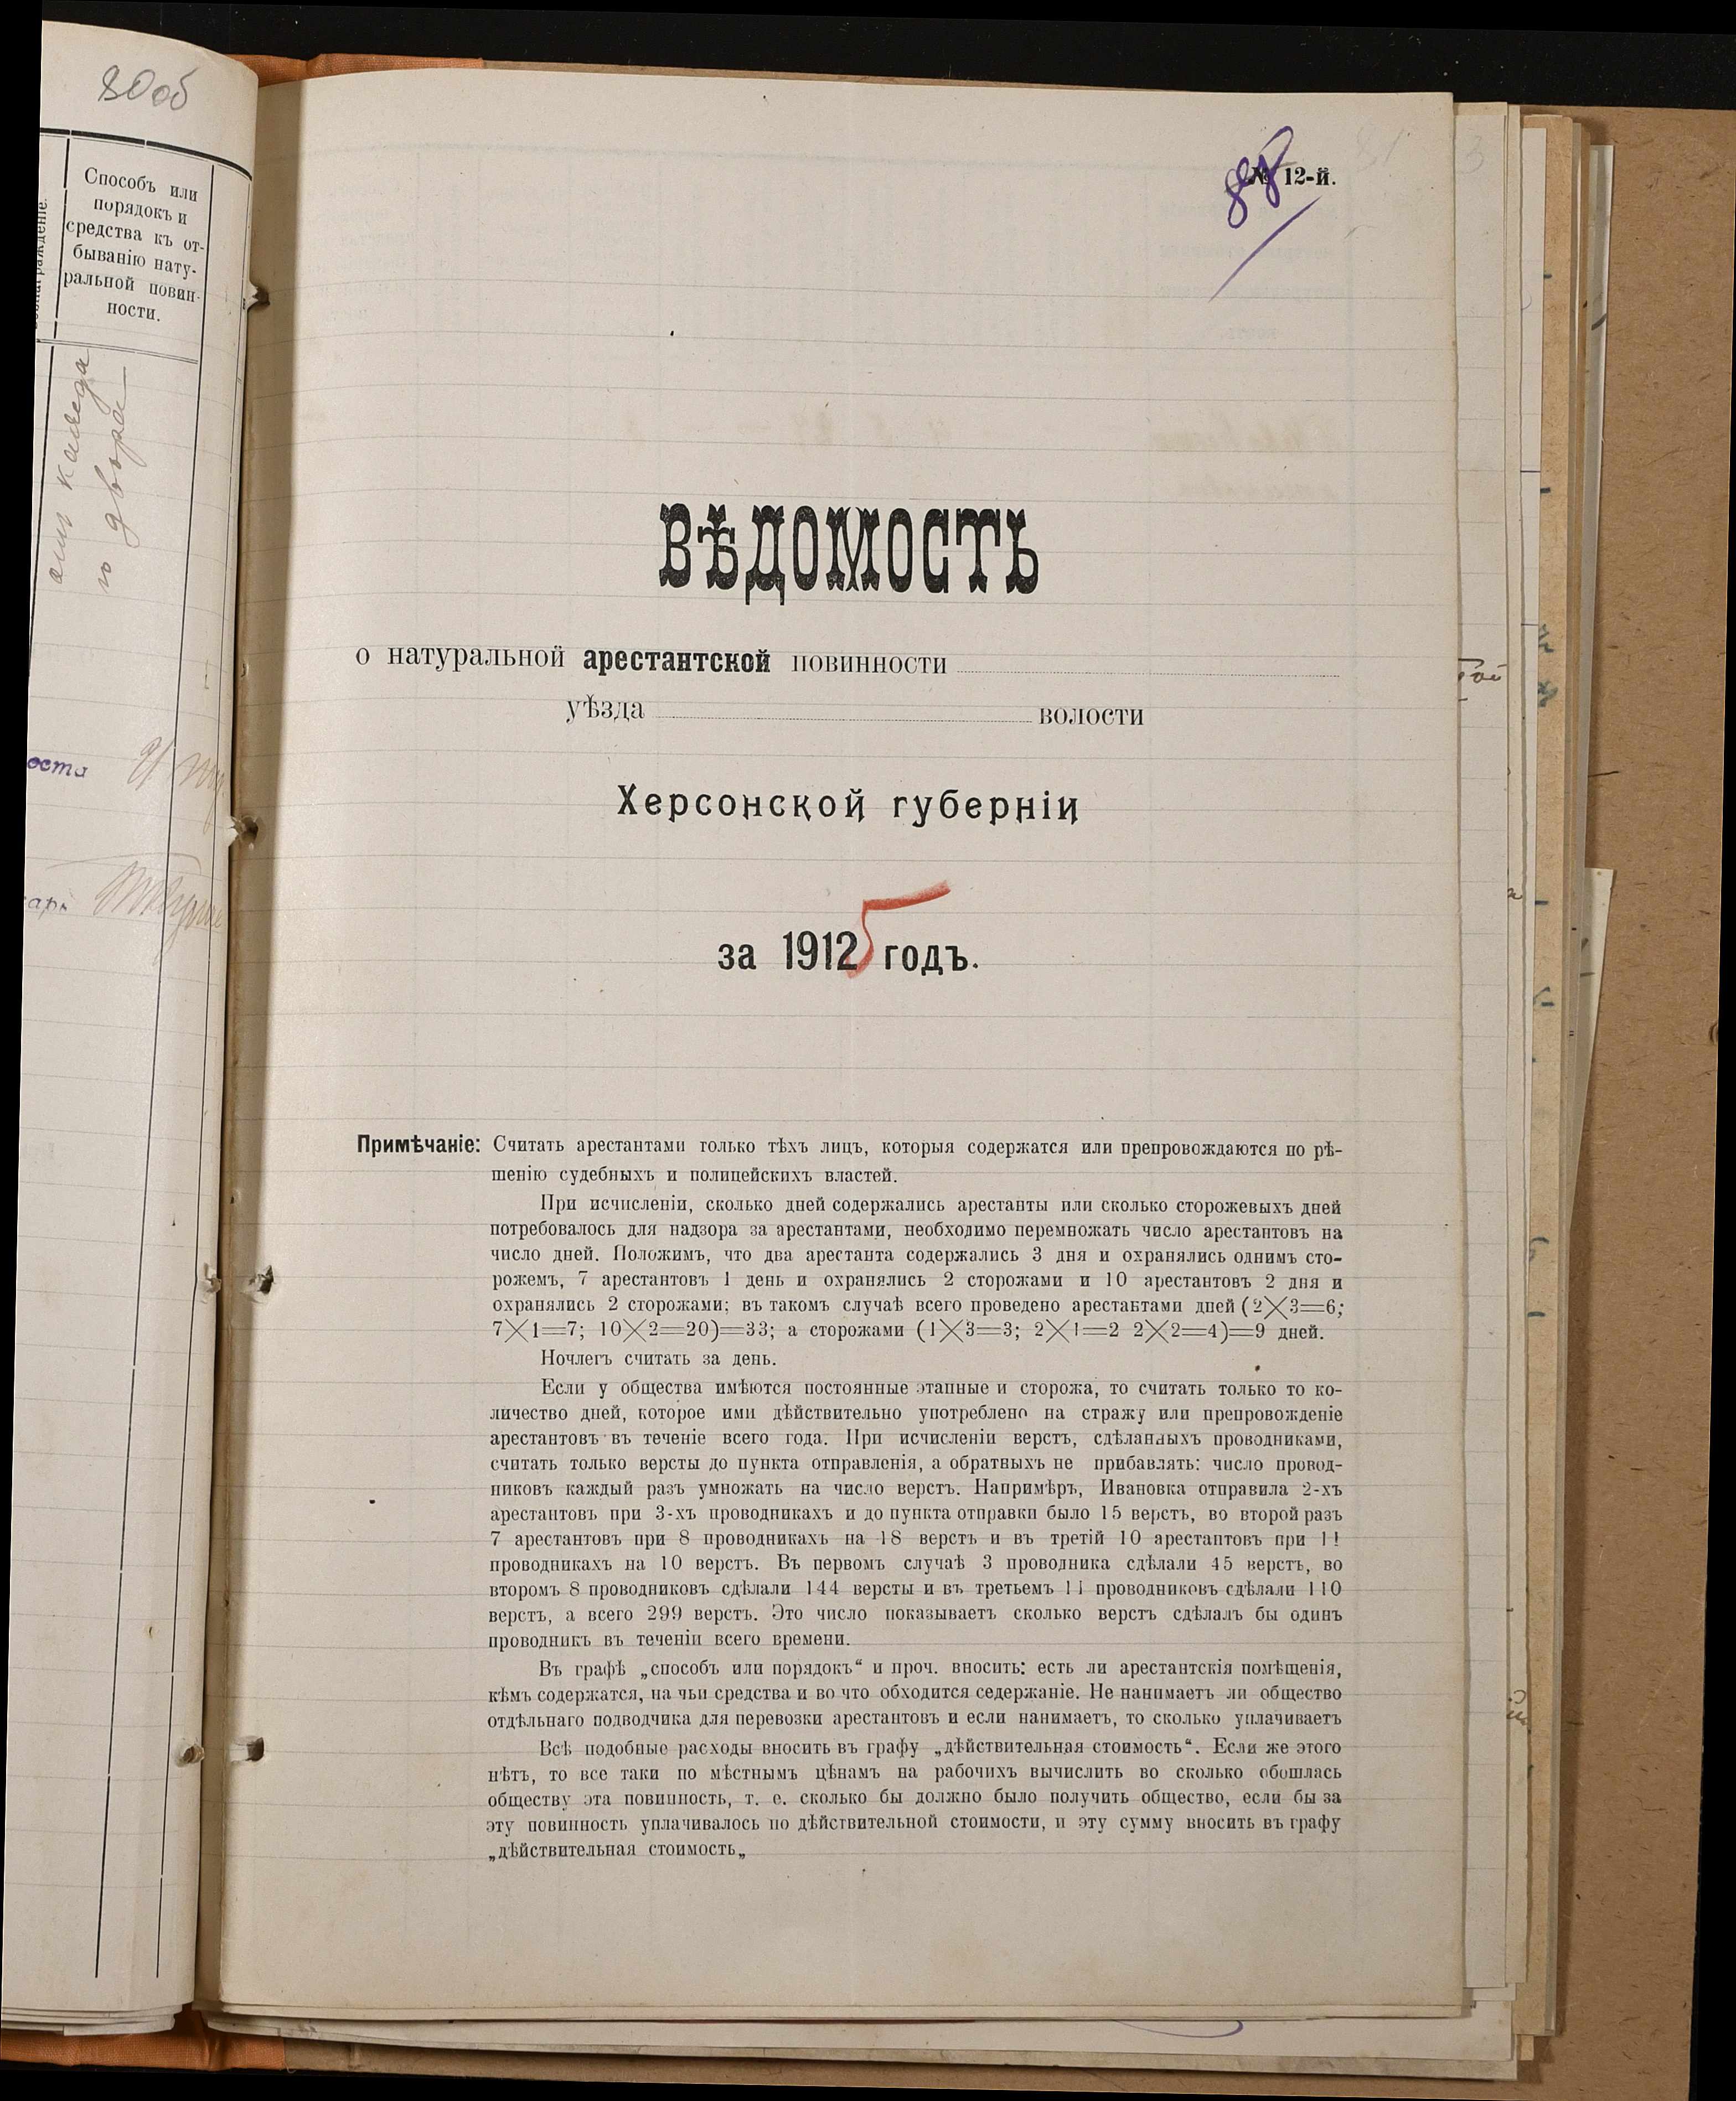 80об
Способъ или
порядокъ и
средства къ от-
быванію нату-
ральной повин-
ности.
двора
оста
арь
№ 12-й.
81
3
ВѢДОМОСТЬ
о натуральной арестантской повинности
уѣзда волости
Херсонской губерніи
за 1912 5 годъ.
Примѣчаніе: Считать арестантами только тѣхъ лицъ, которыя содержатся или препровождаются по рѣ-
шенію судебныхъ и полицейскихъ властей.
При исчисленіи, сколько дней содержались арестанты или сколько сторожевыхъ дней
потребовалось для надзора за арестантами, необходимо перемножать число арестантовъ на
число дней. Положимъ, что два арестанта содержались 3 дня и охранялись однимъ сто-
рожемъ, 7 арестантовъ 1 день и охранялись 2 сторожами и 10 арестантовъ 2 дня и
охранялись 2 сторожами; въ такомъ случаѣ всего проведено арестантами дней (2×3=6;
7×1=7; 10×2=20)=33; а сторожами (1×3=3; 2×1=2 2×2=4)=9 дней.
Ночлегъ считать за день.
Если у общества имѣются постоянные этапные и сторожа, то считать только то ко-
личество дней, которое ими дѣйствительно употреблено на стражу или препровожденіе
арестантовъ въ теченіе всего года. При исчисленіи верстъ, сдѣланныхъ проводниками,
считать только версты до пункта отправленія, а обратныхъ не прибавлять: число провод-
никовъ каждый разъ умножать на число верстъ. Напримѣръ, Ивановка отправила 2-хъ
арестантовъ при 3-хъ проводникахъ и до пункта отправки было 15 верстъ, во второй разъ
7 арестантовъ при 8 проводникахъ на 18 верстъ и въ третій 10 арестантовъ при 11
проводникахъ на 10 верстъ. Въ первомъ случаѣ 3 проводника сдѣлали 45 верстъ, во
второмъ 8 проводниковъ сдѣлали 144 версты и въ третьемъ 11 проводниковъ сдѣлали 110
верстъ, а всего 299 верстъ. Это число показываетъ сколько верстъ сдѣлалъ бы одинъ
проводникъ въ теченіи всего времени.
Въ графѣ „способъ или порядокъ“ и проч. вносить: есть ли арестантскія помѣщенія,
кѣмъ содержатся, на чьи средства и во что обходится седержаніе. Не нанимаетъ ли общество
отдѣльнаго подводчика для перевозки арестантовъ и если нанимаетъ, то сколько уплачиваетъ
Всѣ подобные расходы вносить въ графу „дѣйствительная стоимость“. Если же этого
нѣтъ, то все таки по мѣстнымъ цѣнамъ на рабочихъ вычислить во сколько обошлась
обществу эта повинность, т. е. сколько бы должно было получить общество, если бы за
эту повинность уплачивалось по дѣйствительной стоимости, и эту сумму вносить въ графу
„дѣйствительная стоимость„